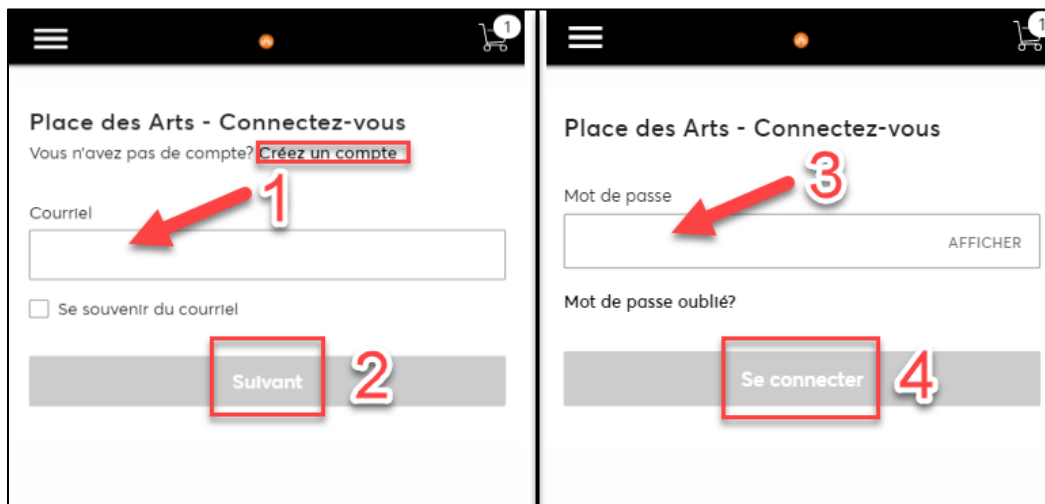 1
Place des Arts - Connectez-vous
Vous n'avez pas de compte? Créez un compte
1
Courriel
Se souvenir du courriel
Suivant
2
1
Place des Arts - Connectez-vous
3
Mot de passe
AFFICHER
Mot de passe oublié?
Se connecter
4